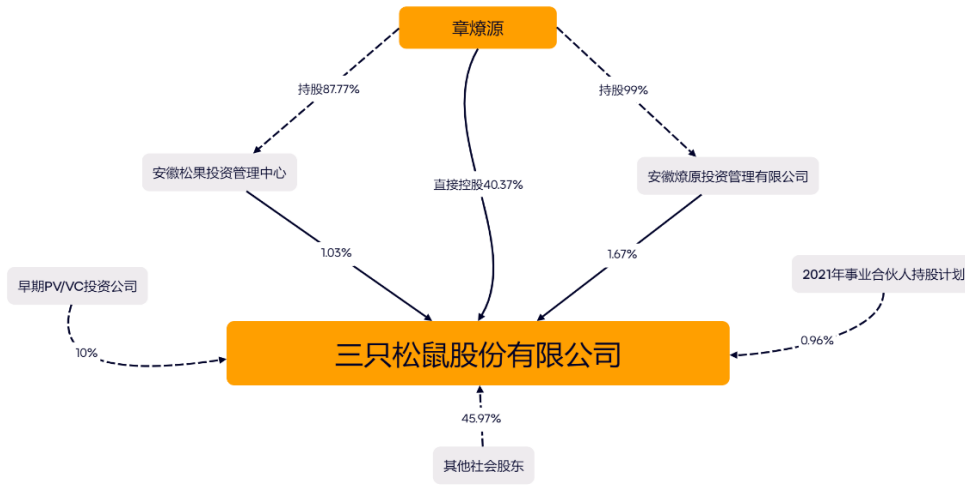 章燎源
持股87.77%
持股99%
安徽松果投资管理中心
直接控股40.37%
安徽燎原投资管理有限公司
1.03%
1.67%
早期PV/VC投资公司
2021年事业合伙人持股计划
10%
三只松鼠股份有限公司
0.96%
45.97%
其他社会股东